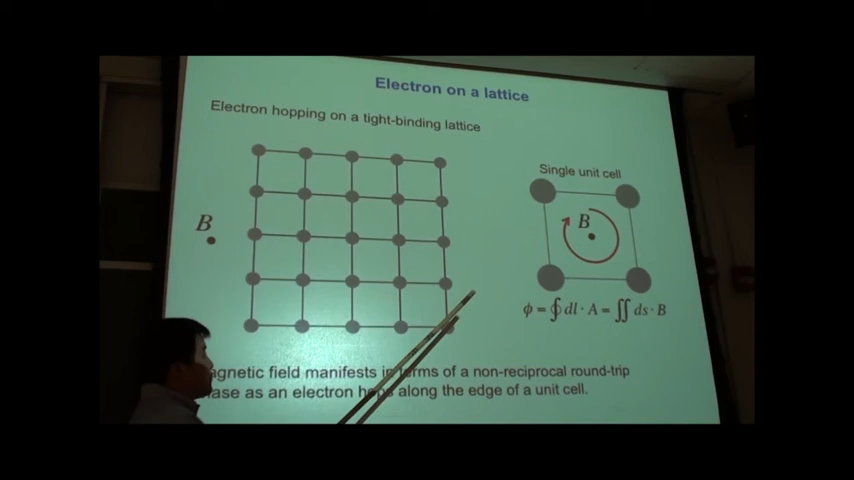 Electron on a lattice
Electron hopping on a tight-binding lattice
Single unit cell
B
B
ϕ = ∮ dl · A = ∬ ds · B
agnetic field manifests in terms of a non-reciprocal round-trip
ase as an electron hops along the edge of a unit cell.